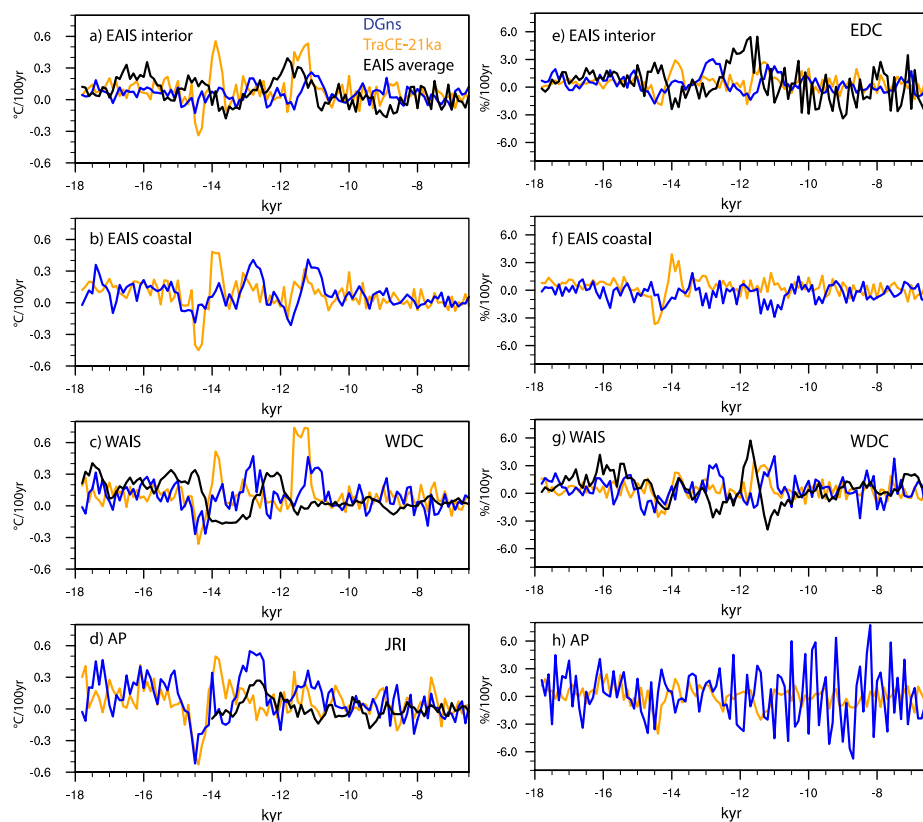 a) EAIS interior
DGns
TraCE-21ka
EAIS average
°C/100yr
0.6
0.3
0.0
-0.3
-0.6
-18
-16
-14
-12
-10
-8
kyr
e) EAIS interior
EDC
%/100yr
6.0
3.0
0.0
-3.0
-6.0
-18
-16
-14
-12
-10
-8
kyr
b) EAIS coastal
°C/100yr
0.6
0.3
0.0
-0.3
-0.6
-18
-16
-14
-12
-10
-8
kyr
f) EAIS coastal
%/100yr
6.0
3.0
0.0
-3.0
-6.0
-18
-16
-14
-12
-10
-8
kyr
c) WAIS
WDC
°C/100yr
0.6
0.3
0.0
-0.3
-0.6
-18
-16
-14
-12
-10
-8
kyr
g) WAIS
WDC
%/100yr
6.0
3.0
0.0
-3.0
-6.0
-18
-16
-14
-12
-10
-8
kyr
d) AP
JRI
°C/100yr
0.6
0.3
0.0
-0.3
-0.6
-18
-16
-14
-12
-10
-8
kyr
h) AP
%/100yr
6.0
3.0
0.0
-3.0
-6.0
-18
-16
-14
-12
-10
-8
kyr